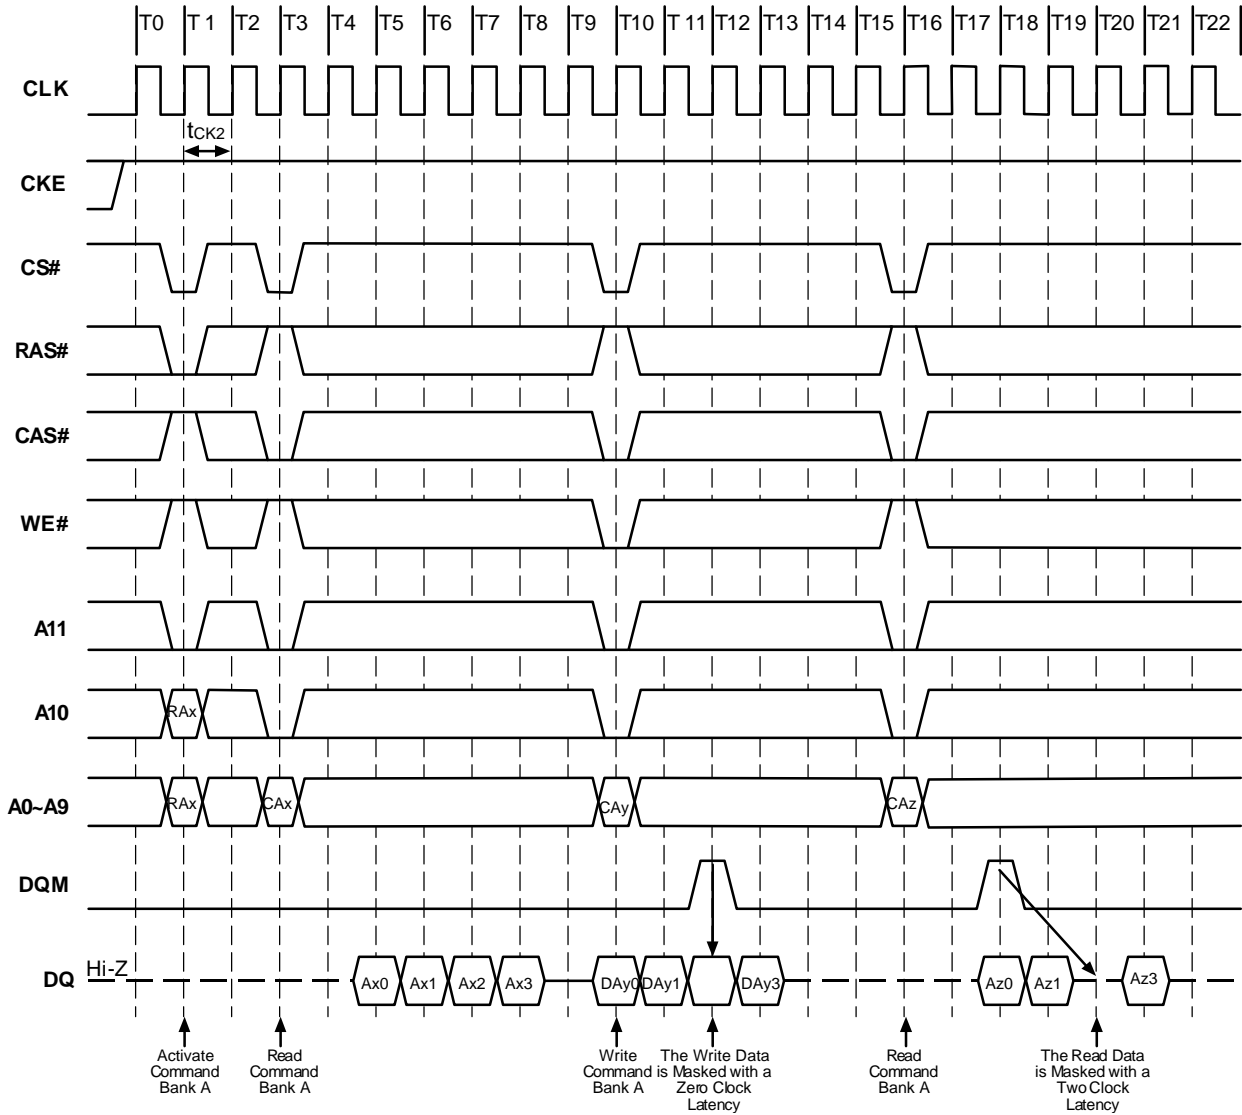 T0 T 1 T2 T3 T4 T5 T6 T7 T8 T9 T10 T 11 T12 T13 T14 T15 T16 T17 T18 T19 T20 T21 T22
CLK
tCK2
CKE
CS#
RAS#
CAS#
WE#
A11
A10 RAx
A0~A9 RAx CAx CAy CAz
DQM
DQ Hi-Z Ax0 Ax1 Ax2 Ax3 DAy0 DAy1 DAy3 Az0 Az1 Az3
Activate
Command
Bank A
Read
Command
Bank A
Write
Command
Bank A
The Write Data
is Masked with a
Zero Clock
Latency
Read
Command
Bank A
The Read Data
is Masked with a
Two Clock
Latency